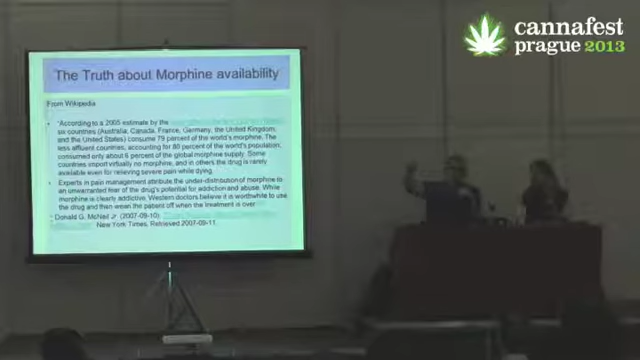 cannafest
prague 2013
The Truth about Morphine availability
From Wikipedia
• "According to a 2005 estimate by the
six countries (Australia, Canada, France, Germany, the United Kingdom,
and the United States) consume 79 percent of the world's morphine. The
less affluent countries, accounting for 80 percent of the world's population,
consumed only about 6 percent of the global morphine supply. Some
countries import virtually no morphine, and in others the drug is rarely
available even for relieving severe pain while dying.
• Experts in pain management attribute the under-distribution of morphine to
an unwarranted fear of the drug's potential for addiction and abuse. While
morphine is clearly addictive, Western doctors believe it is worthwhile to use
the drug and then wean the patient off when the treatment is over."
Donald G. McNeil Jr. (2007-09-10).
New York Times. Retrieved 2007-09-11.